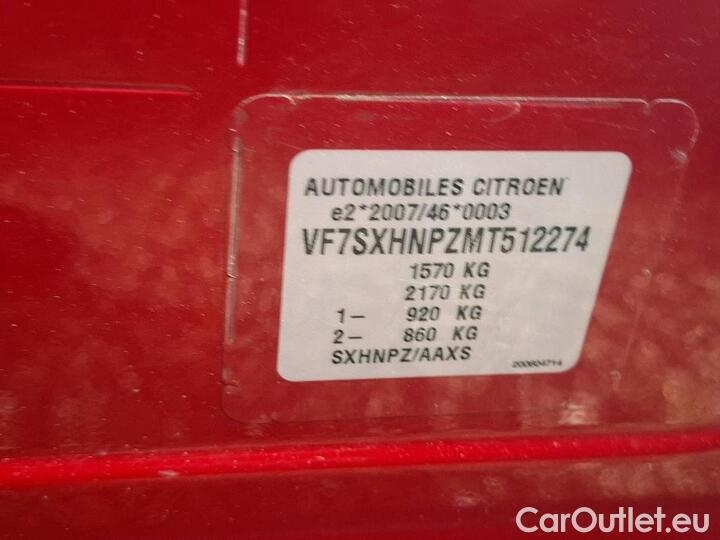 AUTOMOBILES CITROEN
e2*2007/46*0003
VF7SXHNPZMT512274
1570 KG
2170 KG
1- 920 KG
2- 860 KG
SXHNPZ/AAXS
000604714
CarOutlet.eu